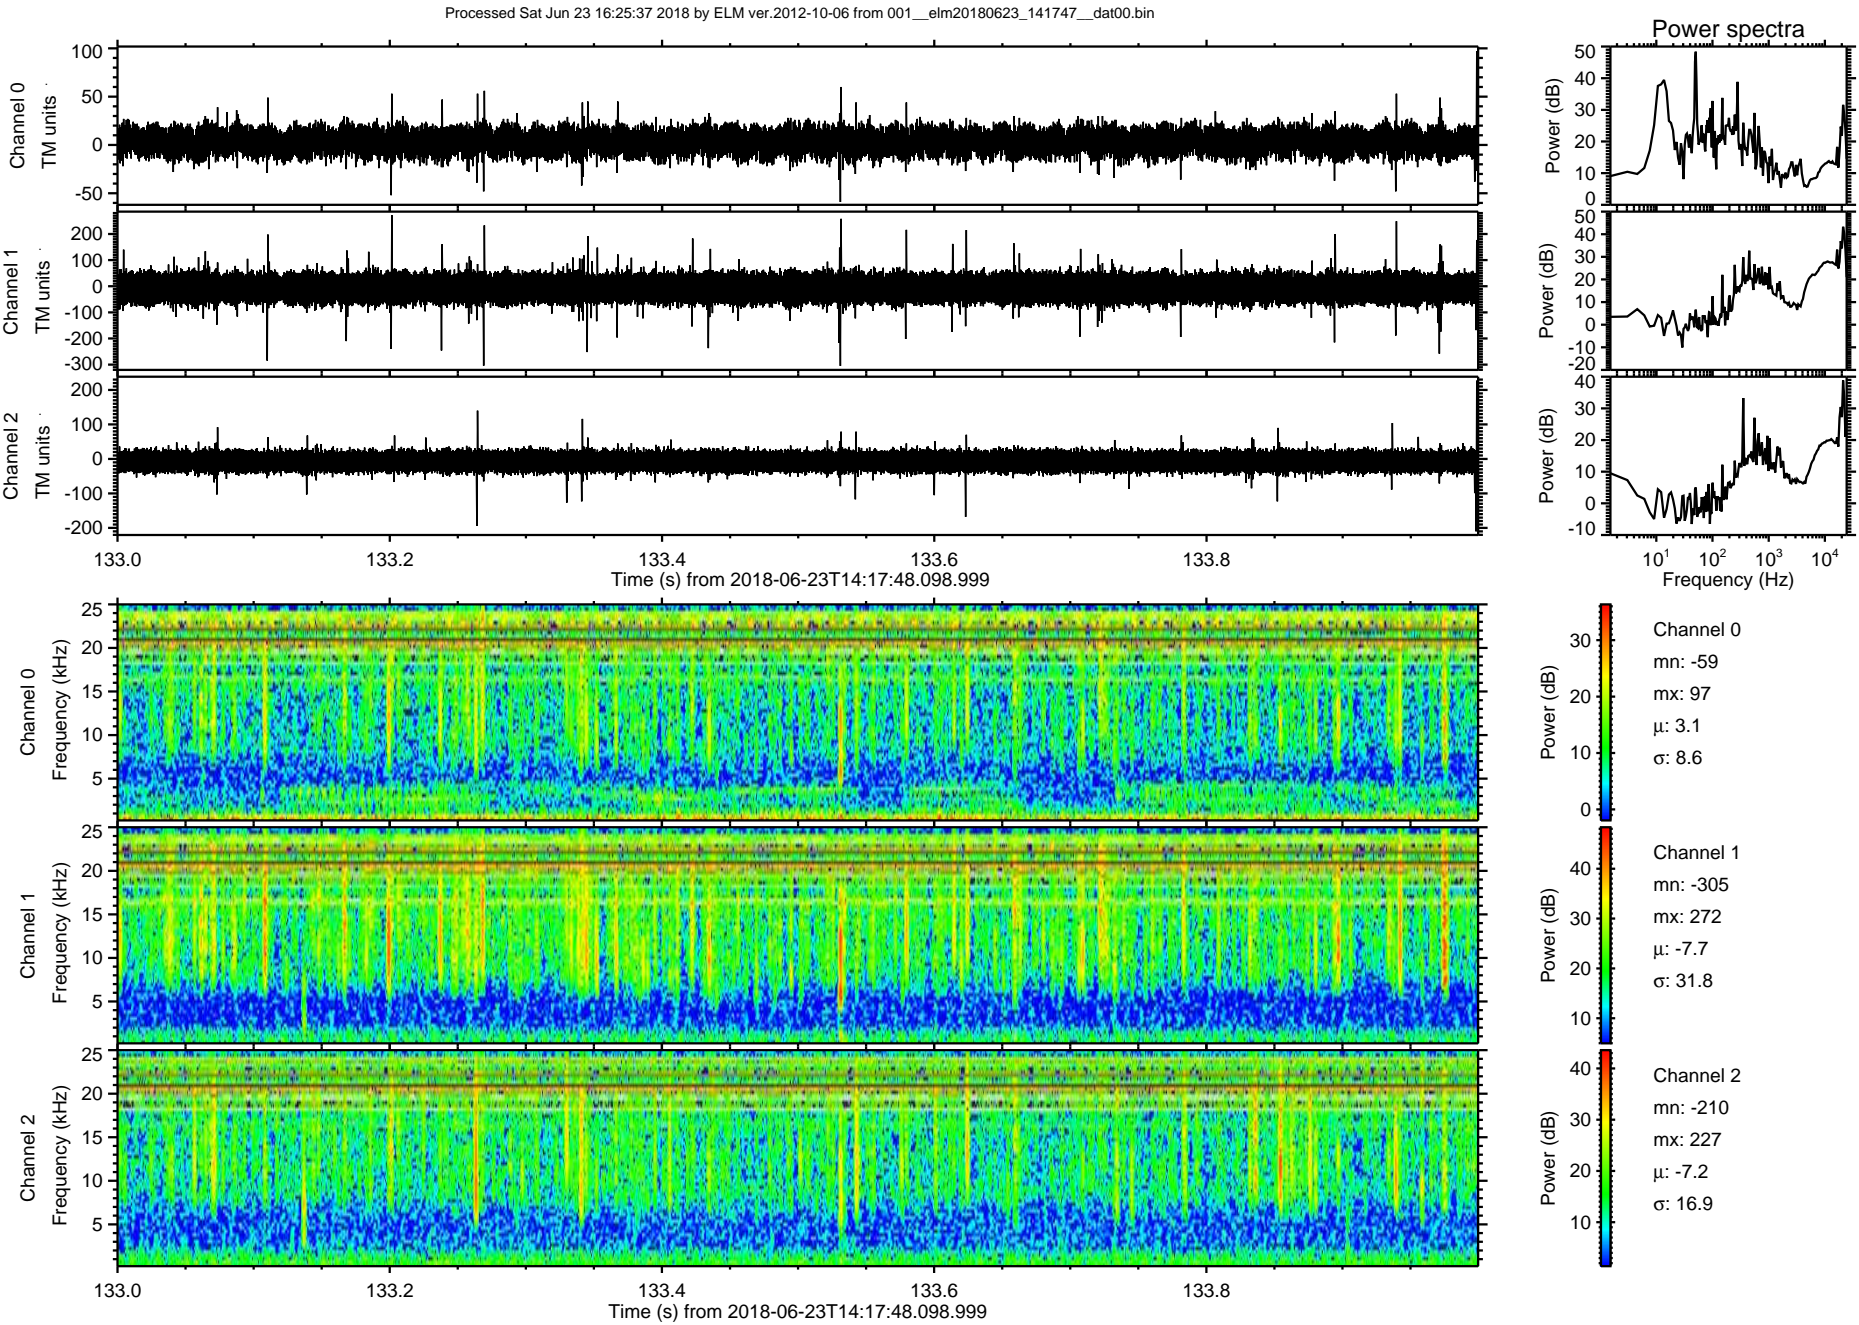 Processed Sat Jun 23 16:25:37 2018 by ELM ver.2012-10-06 from 001__elm20180623_141747__dat00.bin
Power spectra
Channel 0
TM units
100
50
0
-50
Power (dB)
50
40
30
20
10
0
Channel 1
TM units
200
100
0
-100
-200
-300
Power (dB)
50
40
30
20
10
0
-10
-20
Channel 2
TM units
200
100
0
-100
-200
Power (dB)
40
30
20
10
0
-10
133.0 133.2 133.4 133.6 133.8
Time (s) from 2018-06-23T14:17:48.098.999
10^1 10^2 10^3 10^4
Frequency (Hz)
Channel 0
Frequency (kHz)
25
20
15
10
5
Power (dB)
30
20
10
0
Channel 0
mn: -59
mx: 97
μ: 3.1
σ: 8.6
Channel 1
Frequency (kHz)
25
20
15
10
5
Power (dB)
40
30
20
10
Channel 1
mn: -305
mx: 272
μ: -7.7
σ: 31.8
Channel 2
Frequency (kHz)
25
20
15
10
5
Power (dB)
40
30
20
10
Channel 2
mn: -210
mx: 227
μ: -7.2
σ: 16.9
133.0 133.2 133.4 133.6 133.8
Time (s) from 2018-06-23T14:17:48.098.999